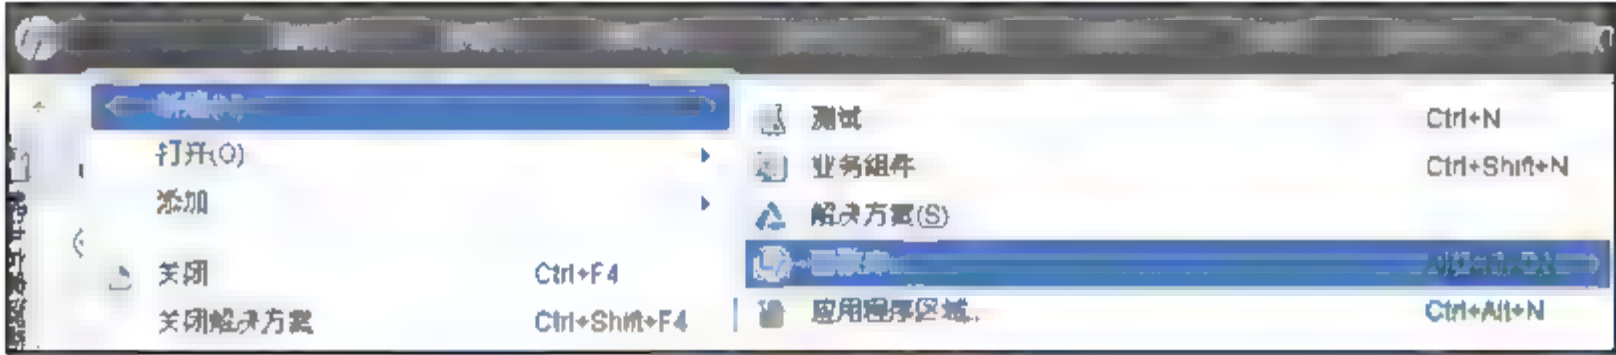 新建(N)
打开(O)
添加
关闭 Ctrl+F4
关闭解决方案 Ctrl+Shift+F4
测试 Ctrl+N
业务组件 Ctrl+Shift+N
解决方案(S)
应用程序区域.. Ctrl+Alt+N